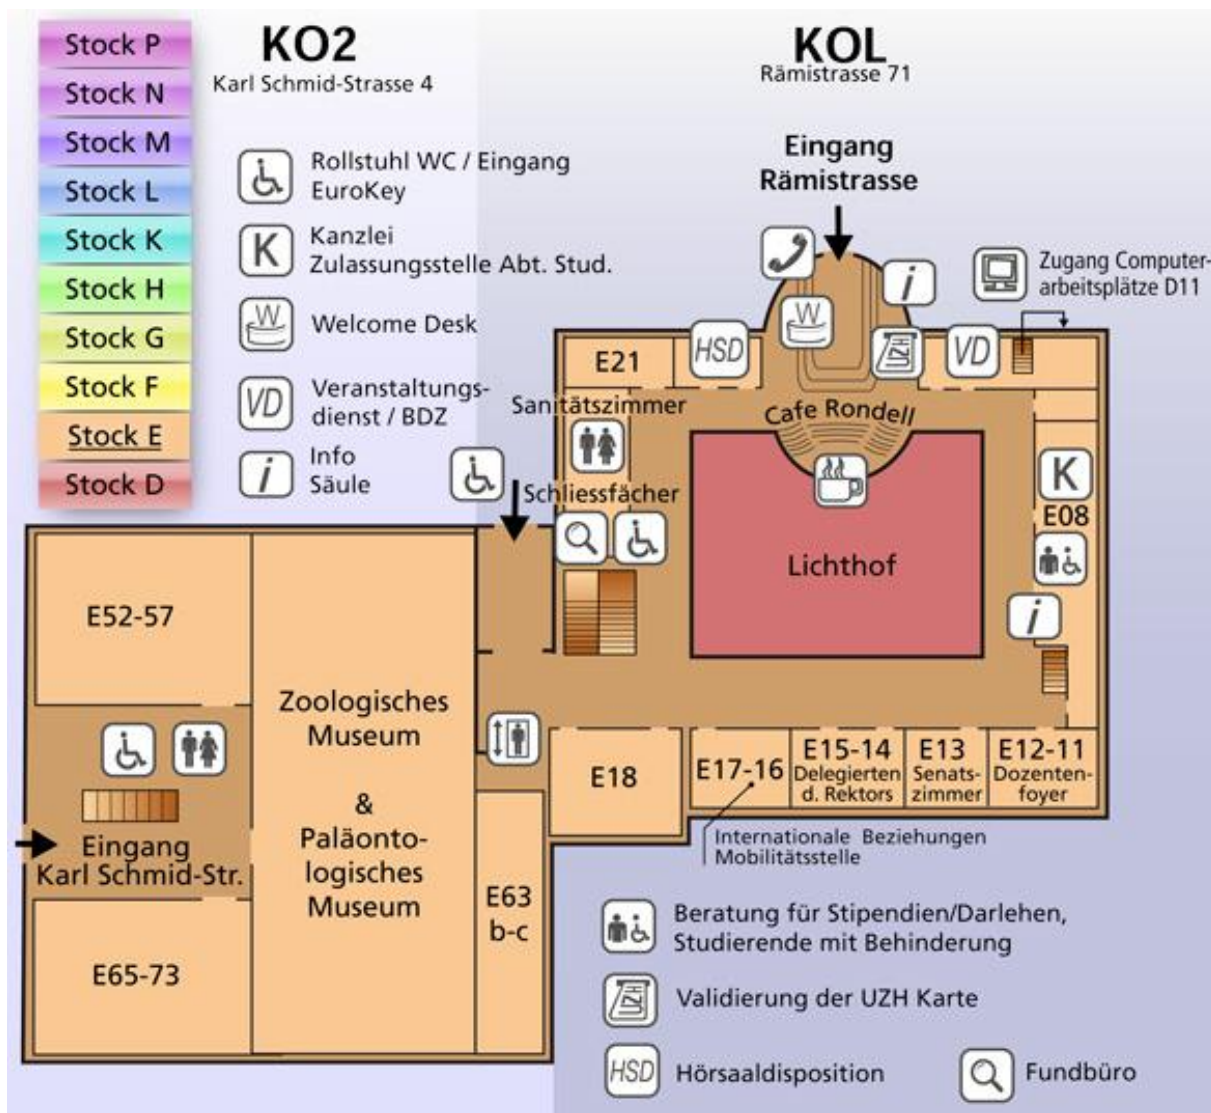 Stock P
Stock N
Stock M
Stock L
Stock K
Stock H
Stock G
Stock F
Stock E
Stock D
KO2
Karl Schmid-Strasse 4
KOL
Rämistrasse 71
Rollstuhl WC / Eingang
EuroKey
K
Kanzlei
Zulassungsstelle Abt. Stud.
W
Welcome Desk
VD
Veranstaltungs-
dienst / BDZ
i
Info
Säule
Eingang
Rämistrasse
i
W
HSD
UZH
VD
Zugang Computer-
arbeitsplätze D11
E21
Sanitätszimmer
Cafe Rondell
Schliessfächer
K
E08
Lichthof
i
E52-57
Zoologisches
Museum
&
Paläonto-
logisches
Museum
Eingang
Karl Schmid-Str.
E65-73
E63
b-c
E18
E17-16
E15-14
Delegierten
d. Rektors
E13
Senats-
zimmer
E12-11
Dozenten-
foyer
Internationale Beziehungen
Mobilitätsstelle
Beratung für Stipendien/Darlehen,
Studierende mit Behinderung
UZH
Validierung der UZH Karte
HSD
Hörsaaldisposition
Fundbüro